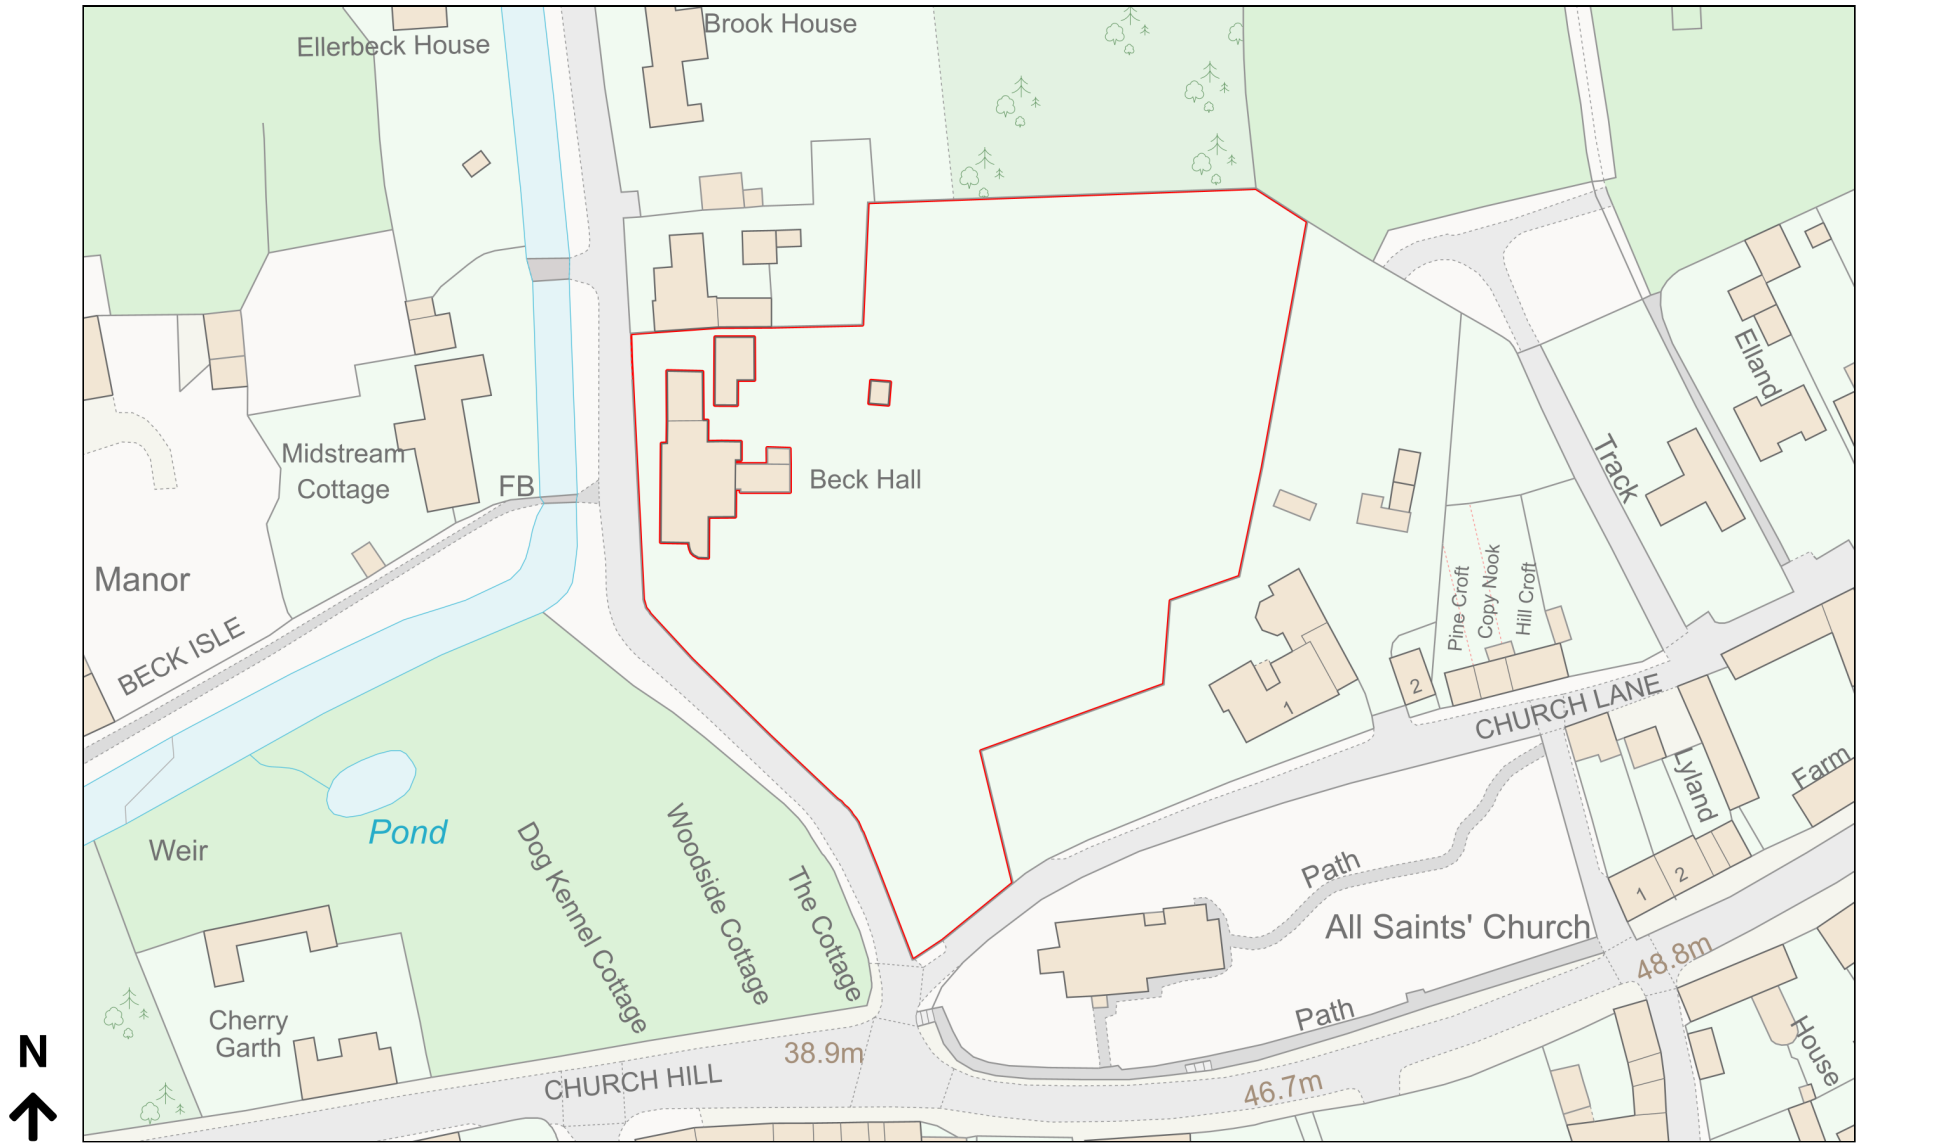 Brook House
Ellerbeck House
Elland
Midstream
Cottage
FB
Beck Hall
Track
Manor
Pine Croft
Copy Nook
Hill Croft
BECK ISLE
2
1
CHURCH LANE
Lyland
Farm
Pond
Weir
Dog Kennel Cottage
Woodside Cottage
The Cottage
Path
1
2
All Saints' Church
48.8m
Cherry
Garth
Path
38.9m
House
N
CHURCH HILL
46.7m